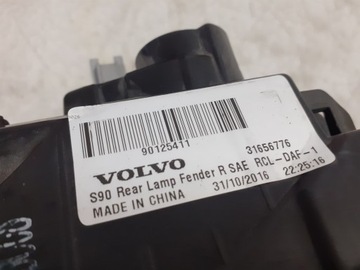 90125411
31656776
VOLVO
S90 Rear Lamp Fender R SAE RCL-DAF-1
MADE IN CHINA 31/10/2016 22:25:16